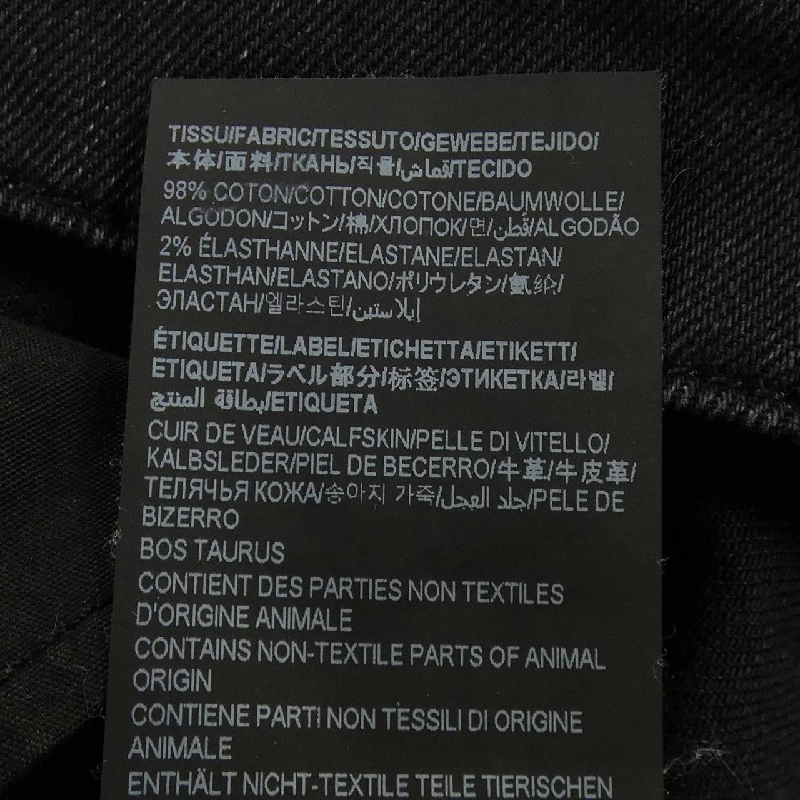 TISSU/FABRIC/TESSUTO/GEWEBE/TEJIDO/
本体/面料/ТКАНЬ/직물/قماش/TECIDO
98% COTON/COTTON/COTONE/BAUMWOLLE/
ALGODON/コットン/棉/ХЛОПОК/면/قطن/ALGODÃO
2% ÉLASTHANNE/ELASTANE/ELASTAN/
ELASTHAN/ELASTANO/ポリウレタン/氨纶/
ЭЛАСТАН/엘라스틴/إيلاستين
ÉTIQUETTE/LABEL/ETICHETTA/ETIKETT/
ETIQUETA/ラベル部分/标签/ЭТИКЕТКА/라벨/
بطاقة المنتج/ETIQUETA
CUIR DE VEAU/CALFSKIN/PELLE DI VITELLO/
KALBSLEDER/PIEL DE BECERRO/牛革/牛皮革/
ТЕЛЯЧЬЯ КОЖА/송아지 가죽/جلد العجل/PELE DE
BIZERRO
BOS TAURUS
CONTIENT DES PARTIES NON TEXTILES
D'ORIGINE ANIMALE
CONTAINS NON-TEXTILE PARTS OF ANIMAL
ORIGIN
CONTIENE PARTI NON TESSILI DI ORIGINE
ANIMALE
ENTHÄLT NICHT-TEXTILE TEILE TIERISCHEN